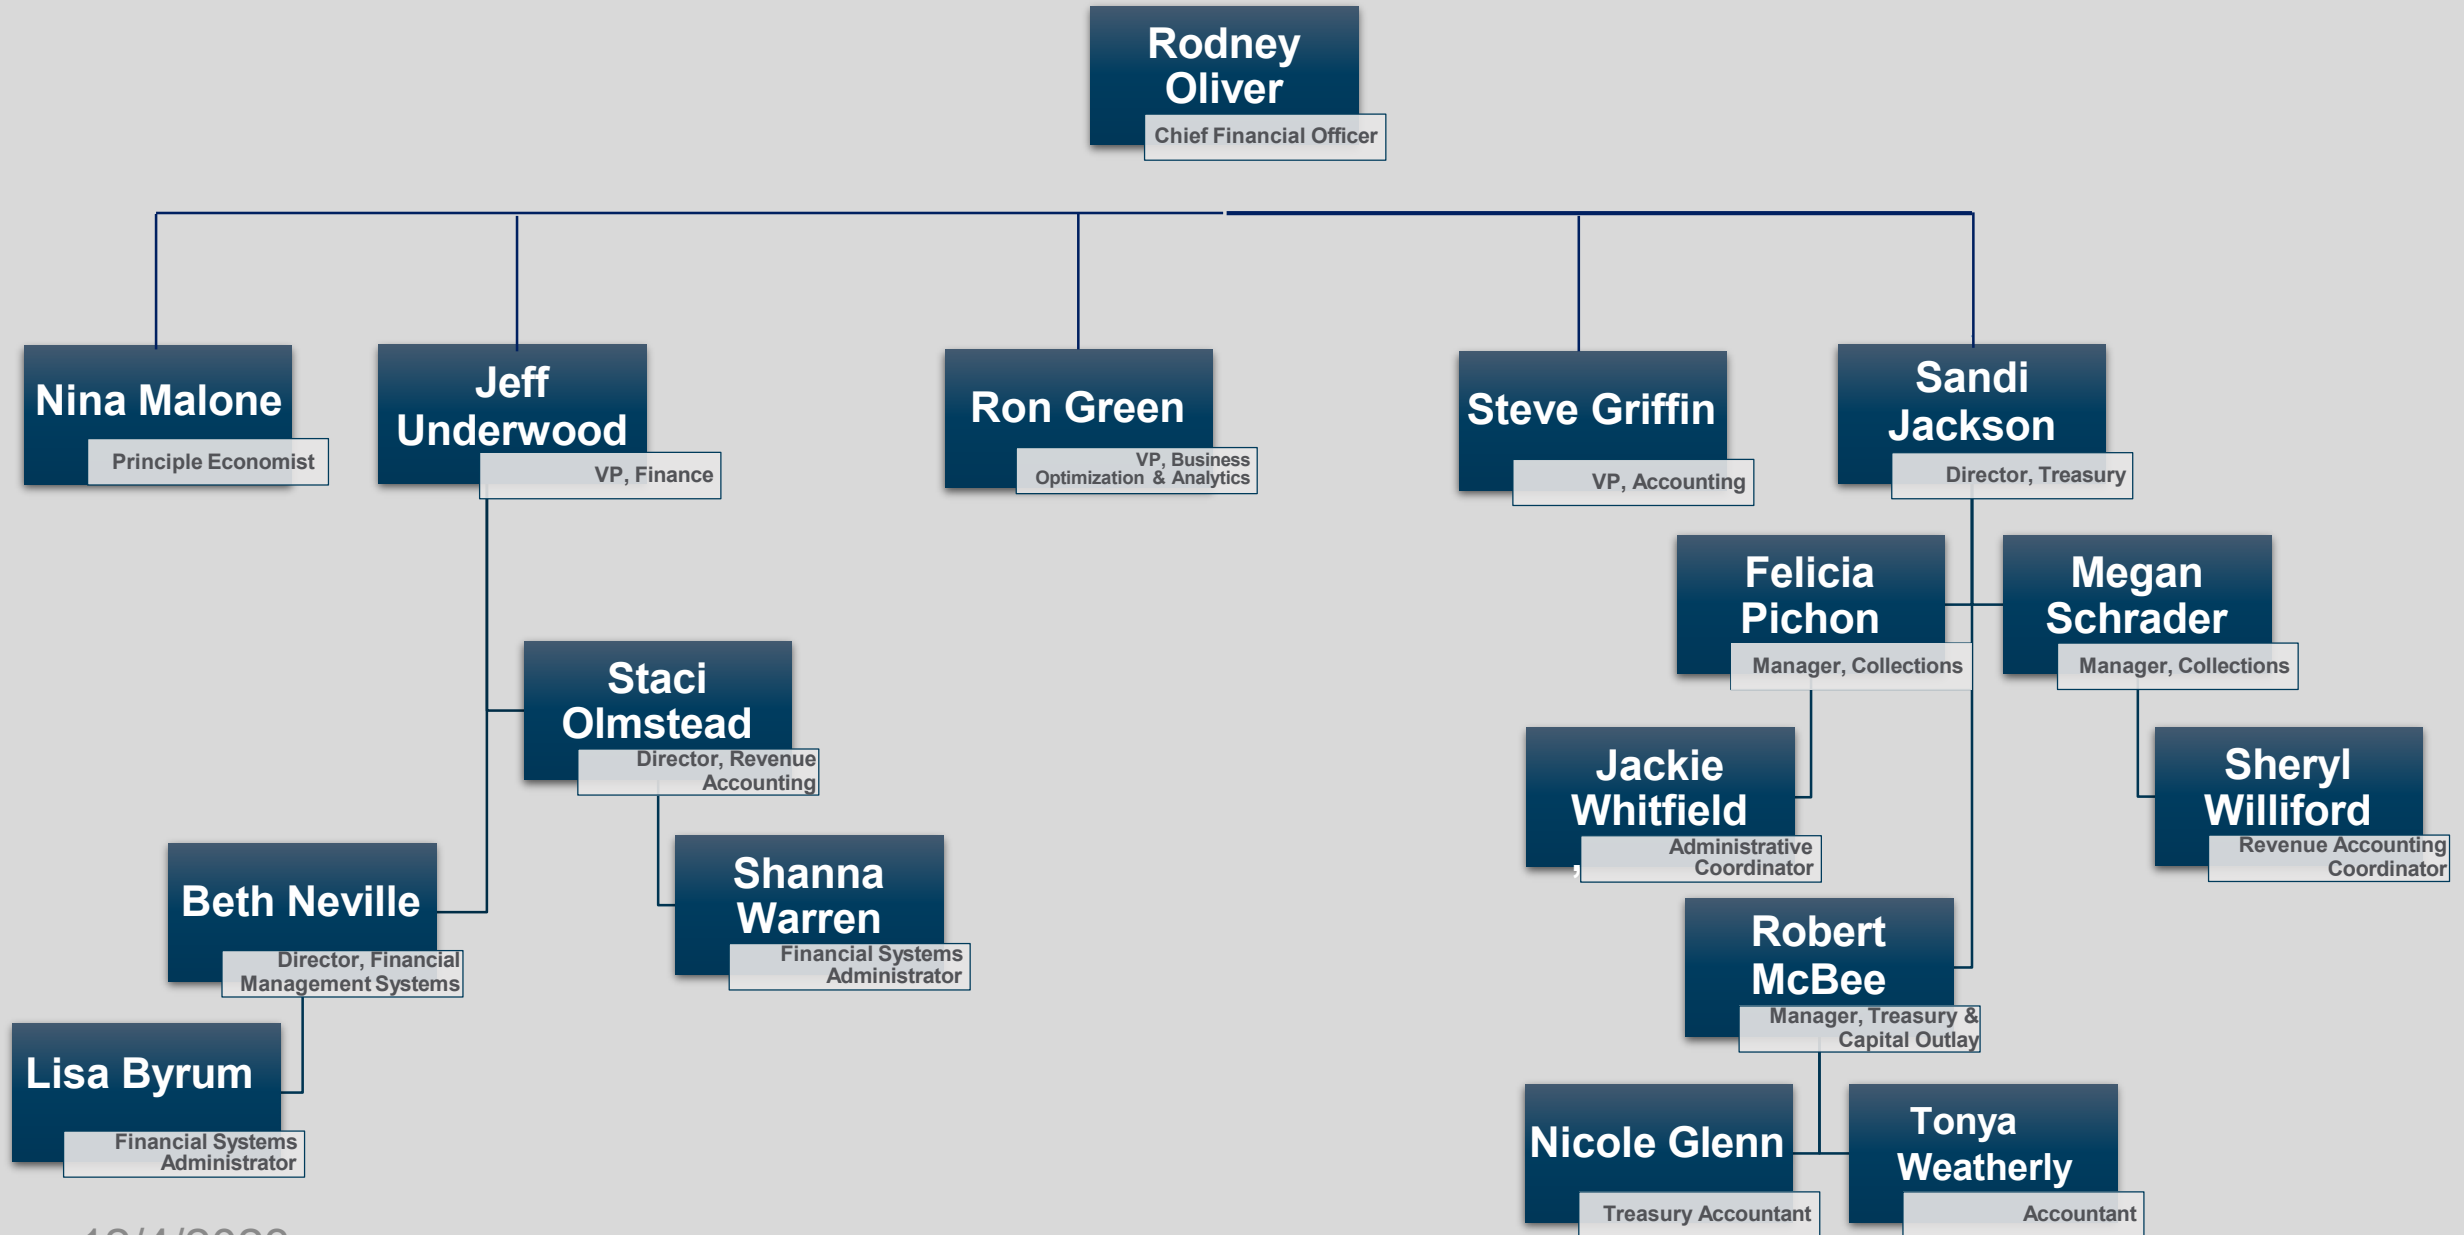 Rodney
Oliver
Chief Financial Officer
Nina Malone
Principle Economist
Jeff
Underwood
VP, Finance
Ron Green
VP, Business
Optimization & Analytics
Steve Griffin
VP, Accounting
Sandi
Jackson
Director, Treasury
Felicia
Pichon
Manager, Collections
Megan
Schrader
Manager, Collections
Staci
Olmstead
Director, Revenue
Accounting
Jackie
Whitfield
,
Administrative
Coordinator
Sheryl
Williford
Revenue Accounting
Coordinator
Beth Neville
Director, Financial
Management Systems
Shanna
Warren
Financial Systems
Administrator
Robert
McBee
Manager, Treasury &
Capital Outlay
Lisa Byrum
Financial Systems
Administrator
Nicole Glenn
Treasury Accountant
Tonya
Weatherly
Accountant